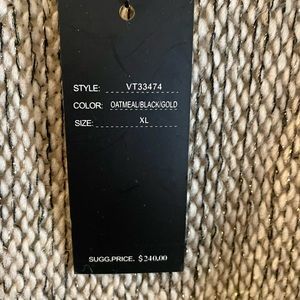 STYLE: VT33474
COLOR: OATMEAL/BLACK/GOLD
SIZE: XL
SUGG.PRICE. $240.00